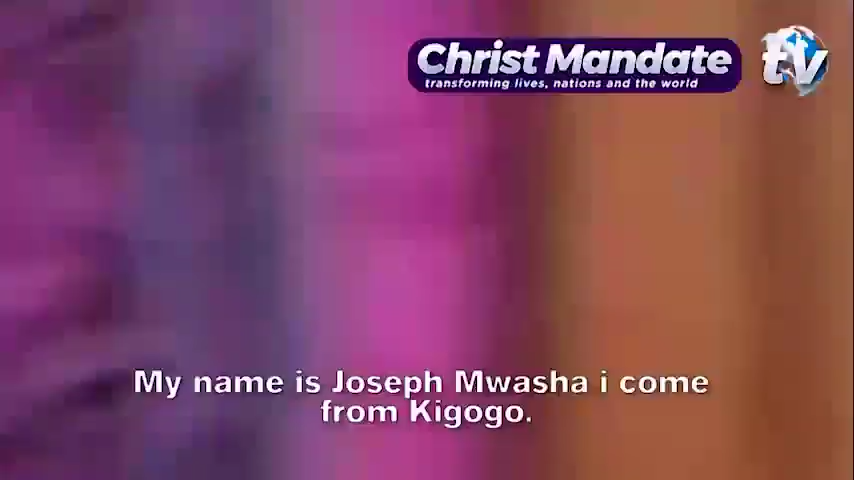 Christ Mandate
transforming lives, nations and the world
tv
My name is Joseph Mwasha i come
from Kigogo.